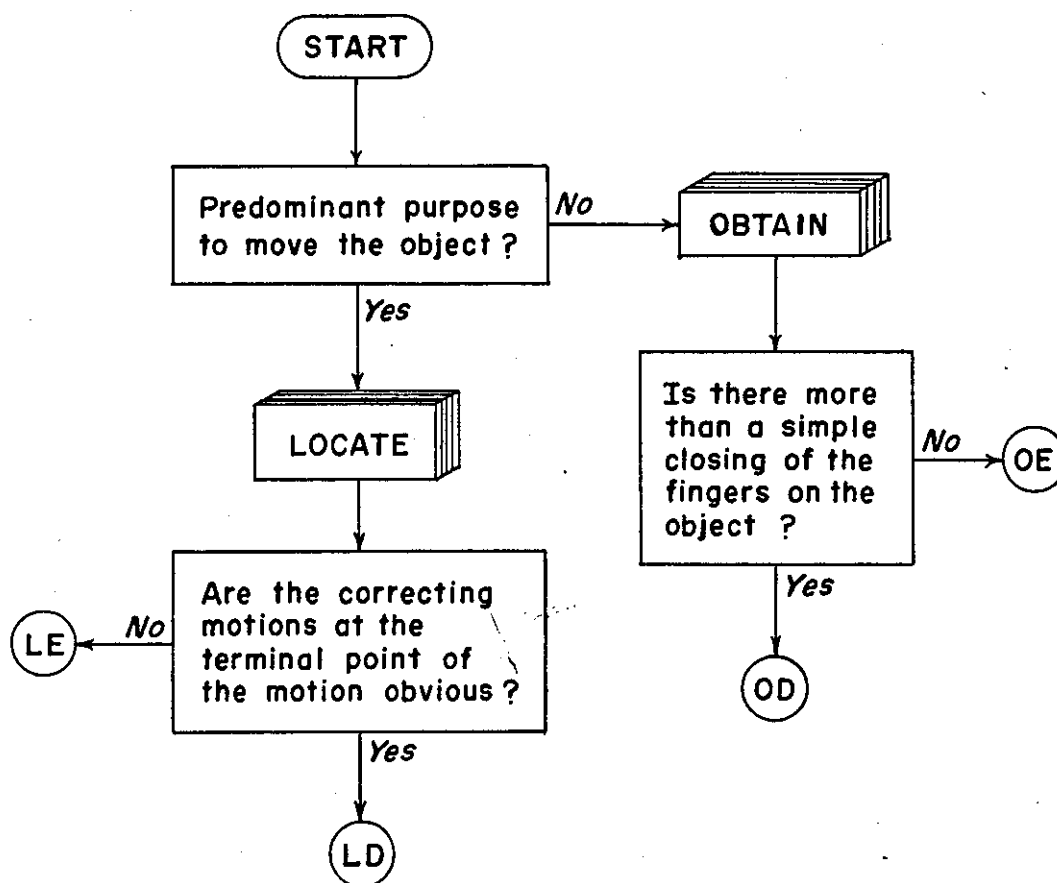 START
Predominant purpose
to move the object ?
No
OBTAIN
Yes
LOCATE
Is there more
than a simple
closing of the
fingers on the
object ?
No
OE
Yes
OD
Are the correcting
motions at the
terminal point of
the motion obvious ?
No
LE
Yes
LD